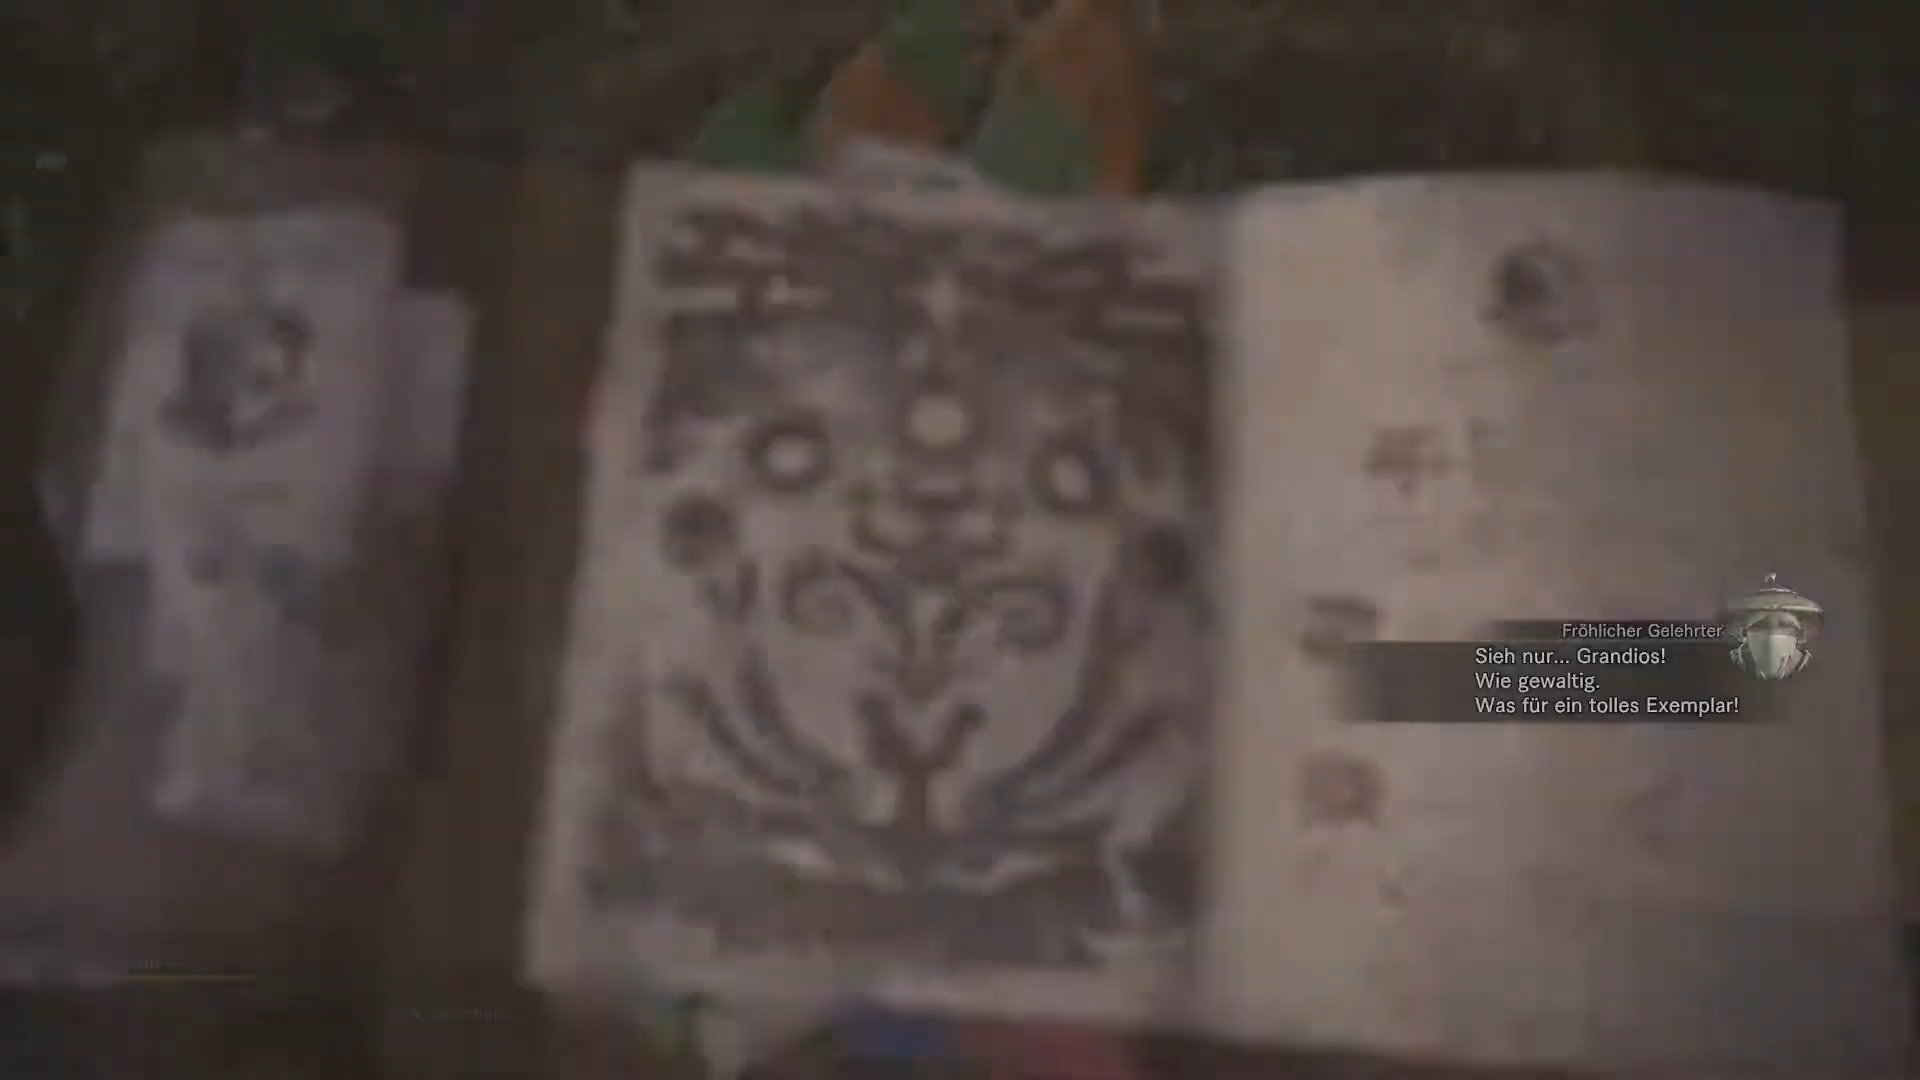 Fröhlicher Gelehrter
Sieh nur... Grandios!
Wie gewaltig.
Was für ein tolles Exemplar!